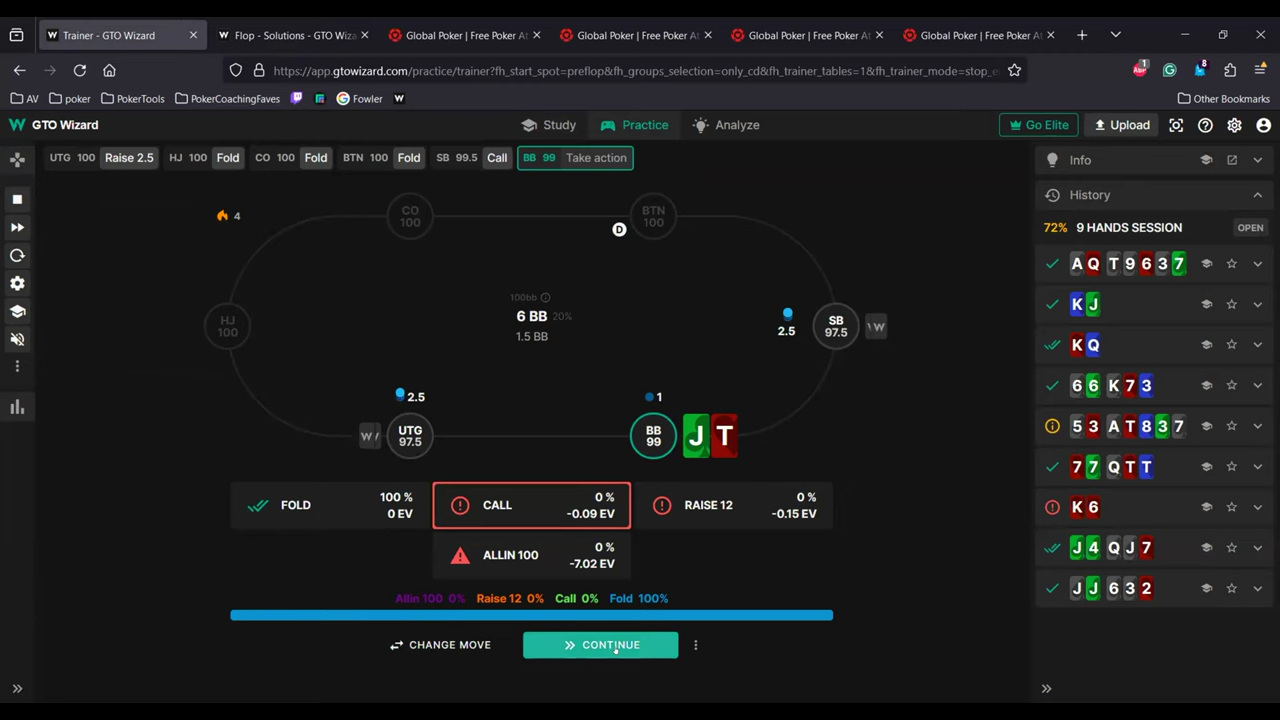 Trainer - GTO Wizard
Flop - Solutions - GTO Wiza
Global Poker | Free Poker At
Global Poker | Free Poker At
Global Poker | Free Poker At
Global Poker | Free Poker At
https://app.gtowizard.com/practice/trainer?fh_start_spot=preflop&fh_groups_selection=only_cd&fh_trainer_tables=1&fh_trainer_mode=stop_e
1
8
AV
poker
PokerTools
PokerCoachingFaves
Fowler
Other Bookmarks
GTO Wizard
Study
Practice
Analyze
Go Elite
Upload
UTG 100 Raise 2.5
HJ 100 Fold
CO 100 Fold
BTN 100 Fold
SB 99.5 Call
BB 99 Take action
Info
History
72% 9 HANDS SESSION OPEN
4
CO
100
BTN
100
D
HJ
100
100bb
6 BB 20%
1.5 BB
2.5
SB
97.5
2.5
UTG
97.5
1
BB
99
J T
FOLD 100 %
0 EV
CALL 0 %
-0.09 EV
RAISE 12 0 %
-0.15 EV
ALLIN 100 0 %
-7.02 EV
Allin 100 0% Raise 12 0% Call 0% Fold 100%
CHANGE MOVE
CONTINUE
A Q T 9 6 3 7
K J
K Q
6 6 K 7 3
5 3 A T 8 3 7
7 7 Q T T
K 6
J 4 Q J 7
J J 6 3 2